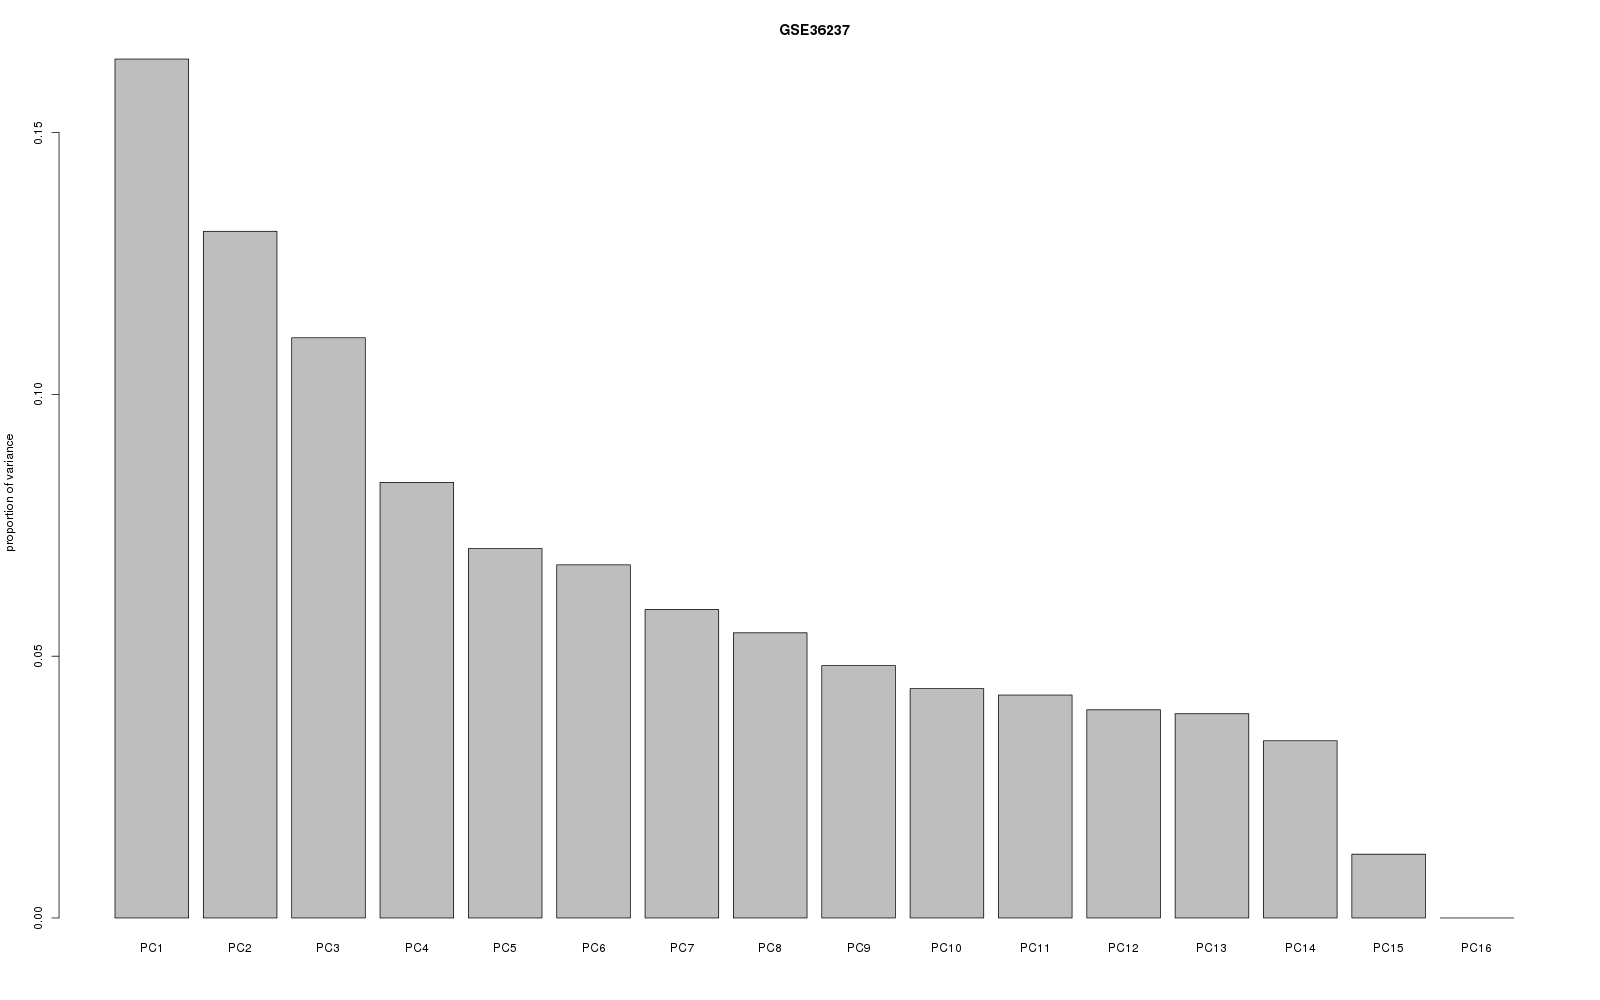 GSE36237
0.15
0.10
0.05
0.00
proportion of variance
PC1 PC2 PC3 PC4 PC5 PC6 PC7 PC8 PC9 PC10 PC11 PC12 PC13 PC14 PC15 PC16